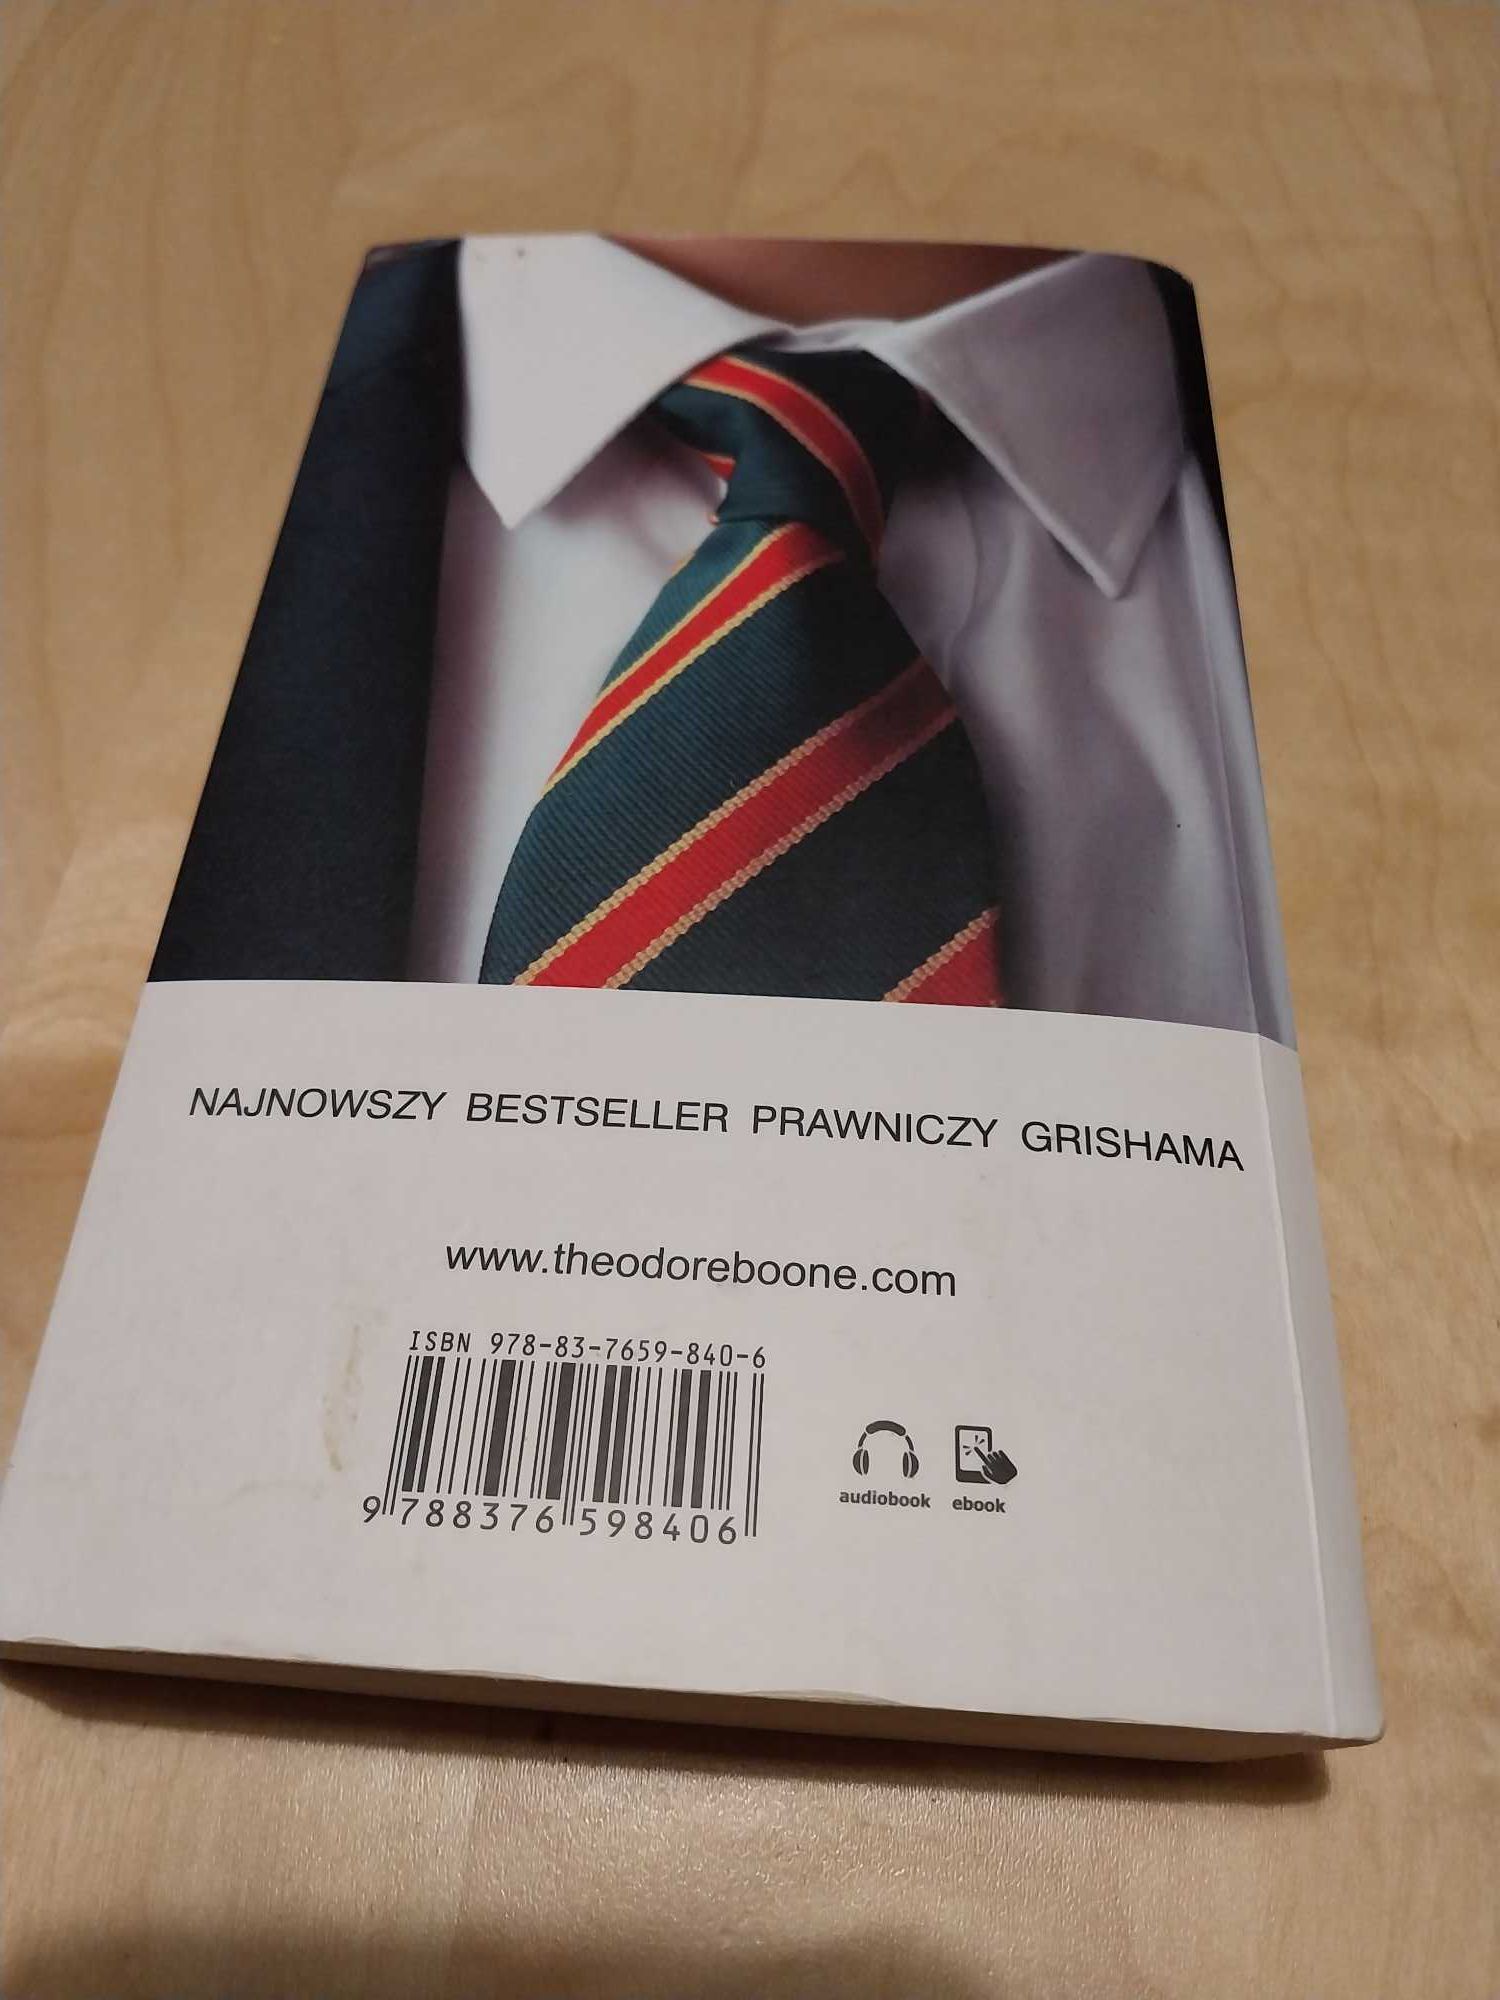 NAJNOWSZY BESTSELLER PRAWNICZY GRISHAMA
www.theodoreboone.com
ISBN 978-83-7659-840-6
9 788376 598406
audiobook ebook